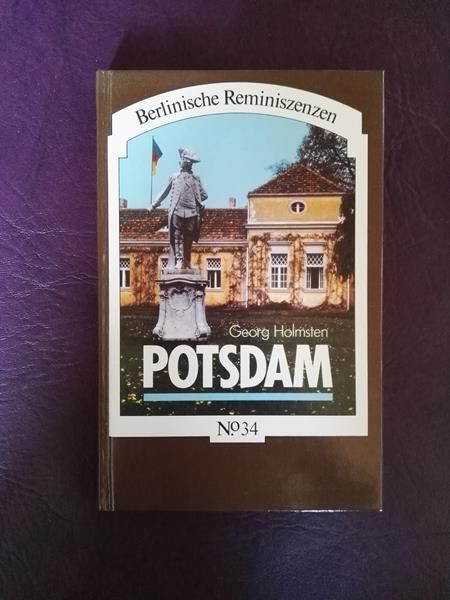 Berlinische Reminiszenzen
Georg Holmsten
POTSDAM
No. 34